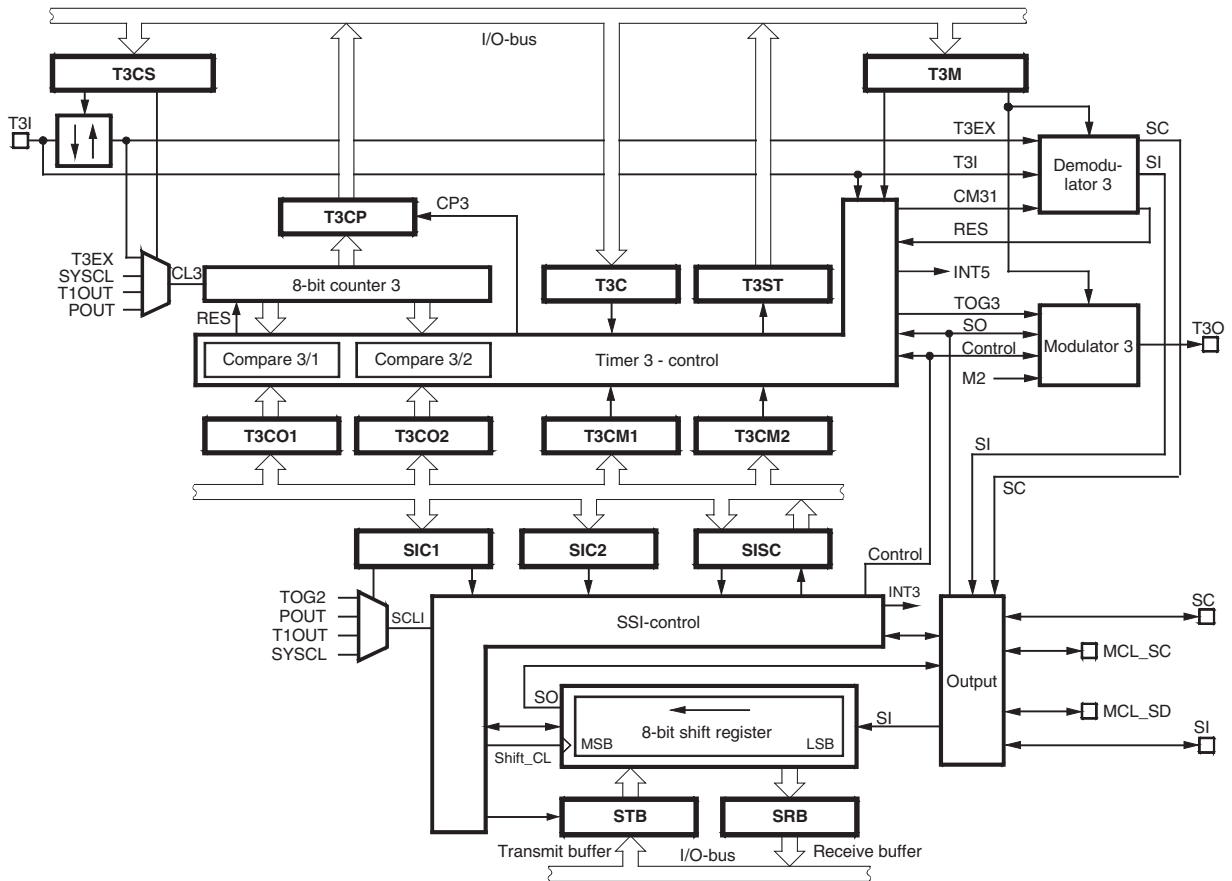 I/O-bus
T3CS
T3M
T3I
T3EX
SC
T3I
SI
Demodu-
lator 3
T3CP
CP3
CM31
RES
T3EX
SYSCL
T1OUT
POUT
CL3
8-bit counter 3
T3C
T3ST
INT5
RES
TOG3
SO
Control
M2
Modulator 3
T3O
Compare 3/1
Compare 3/2
Timer 3 - control
T3CO1
T3CO2
T3CM1
T3CM2
SI
SC
SIC1
SIC2
SISC
Control
TOG2
POUT
T1OUT
SYSCL
SCLI
SSI-control
INT3
SC
MCL_SC
Output
MCL_SD
SI
SO
SI
8-bit shift register
MSB
LSB
Shift_CL
STB
SRB
Transmit buffer
I/O-bus
Receive buffer